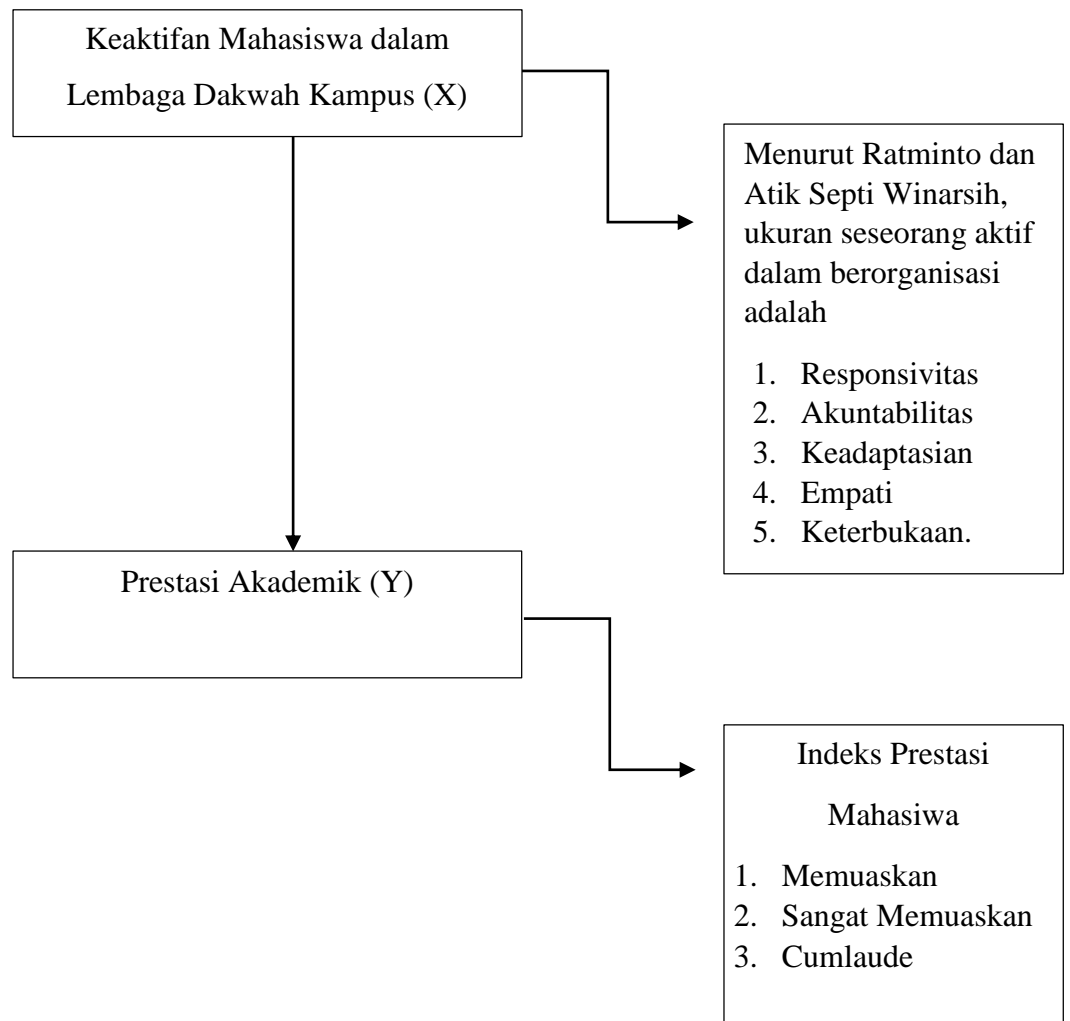 Keaktifan Mahasiswa dalam
Lembaga Dakwah Kampus (X)
Menurut Ratminto dan
Atik Septi Winarsih,
ukuran seseorang aktif
dalam berorganisasi
adalah
1. Responsivitas
2. Akuntabilitas
3. Keadaptasian
4. Empati
5. Keterbukaan.
Prestasi Akademik (Y)
Indeks Prestasi
Mahasiwa
1. Memuaskan
2. Sangat Memuaskan
3. Cumlaude